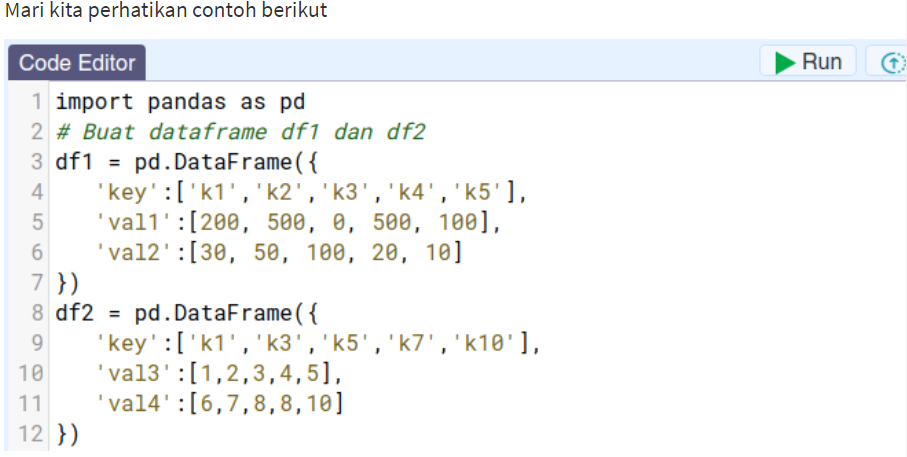 Mari kita perhatikan contoh berikut
Code Editor
Run
1 import pandas as pd
2 # Buat dataframe df1 dan df2
3 df1 = pd.DataFrame({
4     'key':['k1','k2','k3','k4','k5'],
5     'val1':[200, 500, 0, 500, 100],
6     'val2':[30, 50, 100, 20, 10]
7 })
8 df2 = pd.DataFrame({
9     'key':['k1','k3','k5','k7','k10'],
10     'val3':[1,2,3,4,5],
11     'val4':[6,7,8,8,10]
12 })